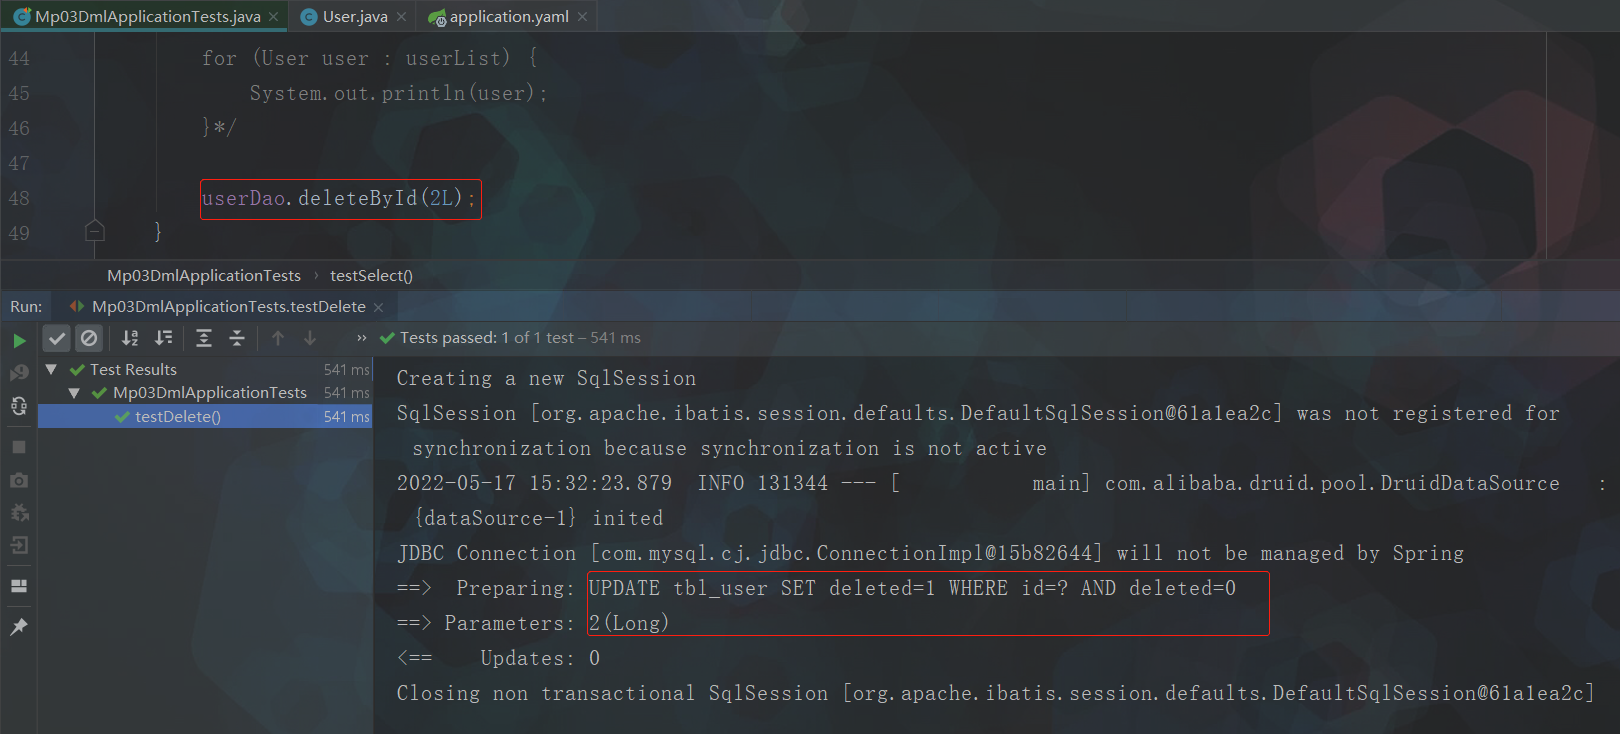 Mp03DmlApplicationTests.java × User.java × application.yaml ×
44 for (User user : userList) {
45 System.out.println(user);
46 }*/
47
48 userDao.deleteById(2L);
49 }
Mp03DmlApplicationTests › testSelect()
Run: Mp03DmlApplicationTests.testDelete ×
» Tests passed: 1 of 1 test – 541 ms
Test Results 541 ms
Mp03DmlApplicationTests 541 ms
testDelete() 541 ms
Creating a new SqlSession
SqlSession [org.apache.ibatis.session.defaults.DefaultSqlSession@61a1ea2c] was not registered for
synchronization because synchronization is not active
2022-05-17 15:32:23.879  INFO 131344 --- [           main] com.alibaba.druid.pool.DruidDataSource   :
{dataSource-1} inited
JDBC Connection [com.mysql.cj.jdbc.ConnectionImpl@15b82644] will not be managed by Spring
==>  Preparing: UPDATE tbl_user SET deleted=1 WHERE id=? AND deleted=0
==> Parameters: 2(Long)
<==    Updates: 0
Closing non transactional SqlSession [org.apache.ibatis.session.defaults.DefaultSqlSession@61a1ea2c]